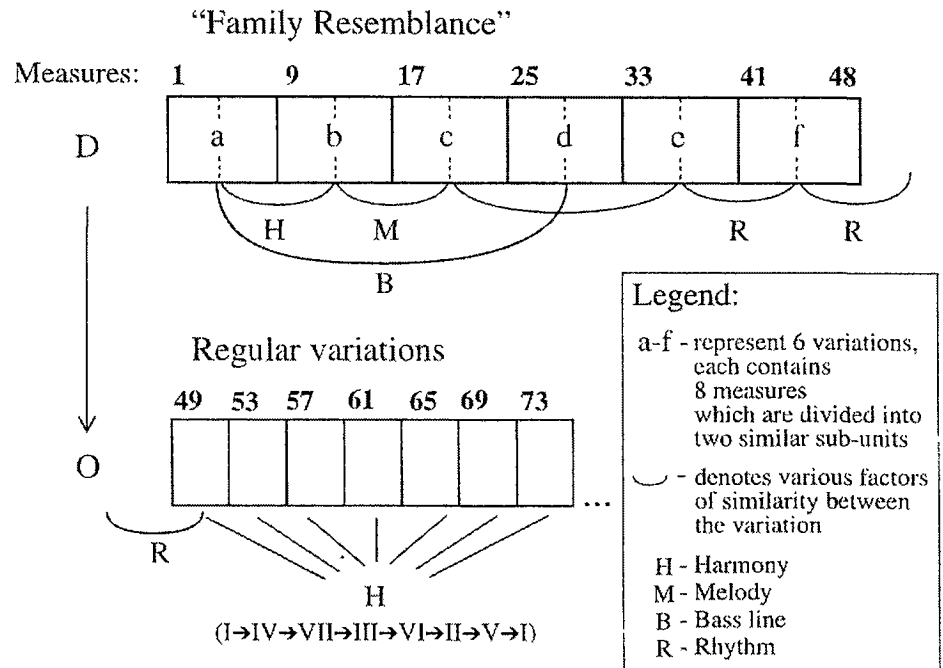 “Family Resemblance”
Measures: 1 9 17 25 33 41 48
D
a b c d e f
H M R R
B
Regular variations
49 53 57 61 65 69 73
O
...
R
H
(I→IV→VII→III→VI→II→V→I)
Legend:
a-f - represent 6 variations,
each contains
8 measures
which are divided into
two similar sub-units
- denotes various factors
of similarity between
the variation
H - Harmony
M - Melody
B - Bass line
R - Rhythm